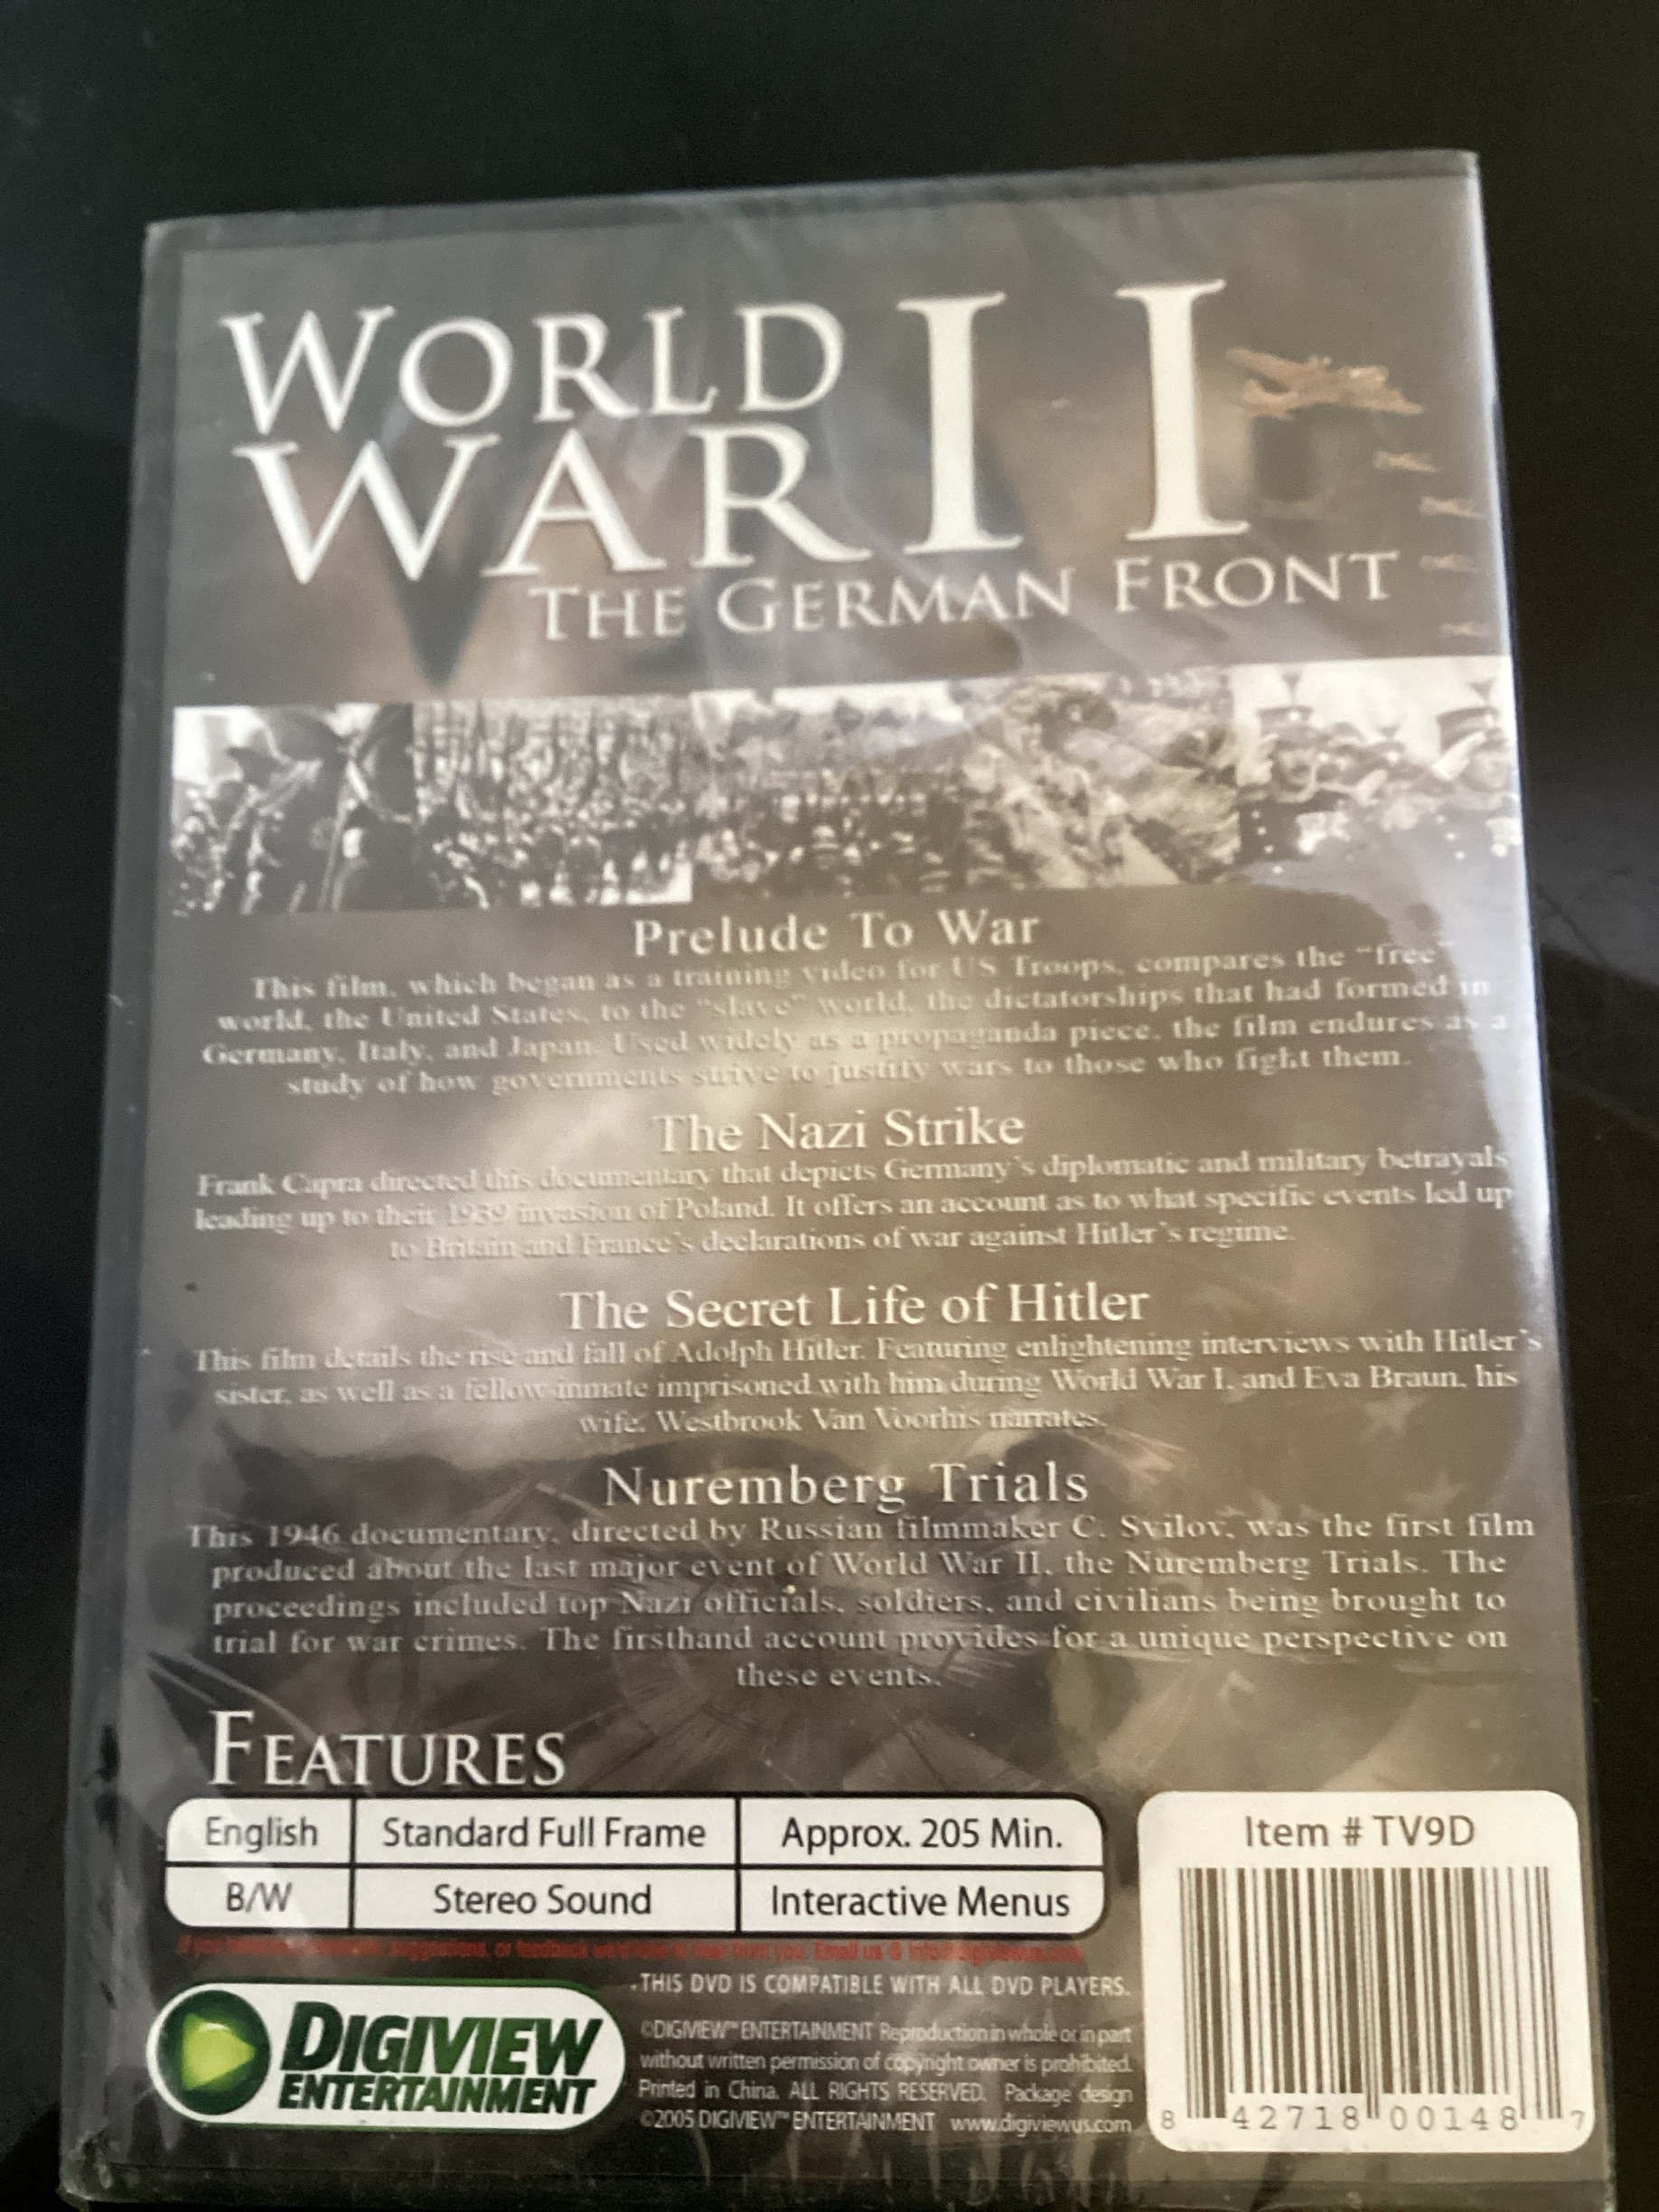 WORLD
WAR II
THE GERMAN FRONT
Prelude To War
This film, which began as a training video for US Troops, compares the "free"
world, the United States, to the "slave" world, the dictatorships that had formed in
Germany, Italy, and Japan. Used widely as a propaganda piece, the film endures as a
study of how governments strive to justify wars to those who fight them.
The Nazi Strike
Frank Capra directed this documentary that depicts Germany's diplomatic and military betrayals
leading up to their 1939 invasion of Poland. It offers an account as to what specific events led up
to Britain and France's declarations of war against Hitler's regime.
The Secret Life of Hitler
This film details the rise and fall of Adolph Hitler. Featuring enlightening interviews with Hitler's
sister, as well as a fellow inmate imprisoned with him during World War I, and Eva Braun, his
wife. Westbrook Van Voorhis narrates.
Nuremberg Trials
This 1946 documentary, directed by Russian filmmaker C. Svilov, was the first film
produced about the last major event of World War II, the Nuremberg Trials. The
proceedings included top Nazi officials, soldiers, and civilians being brought to
trial for war crimes. The firsthand account provides for a unique perspective on
these events.
FEATURES
English Standard Full Frame Approx. 205 Min.
B/W Stereo Sound Interactive Menus
If you suggestions, or feedback we'd love to hear from you. Email us @
Item # TV9D
8 42718 00148 7
DIGIVIEW
ENTERTAINMENT
.THIS DVD IS COMPATIBLE WITH ALL DVD PLAYERS.
©DIGIVIEW™ ENTERTAINMENT Reproduction in whole or in part
without written permission of copyright owner is prohibited.
Printed in China. ALL RIGHTS RESERVED. Package design
©2005 DIGIVIEW™ ENTERTAINMENT www.digiviewus.com